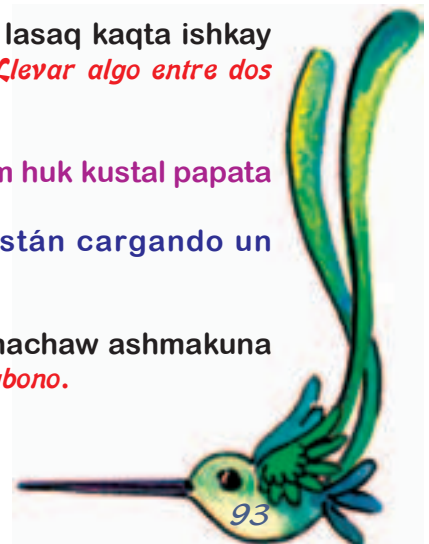 lasaq kaqta ishkay
Llevar algo entre dos
huk kustal papata
stán cargando un
nachaw ashmakuna
bono.
93